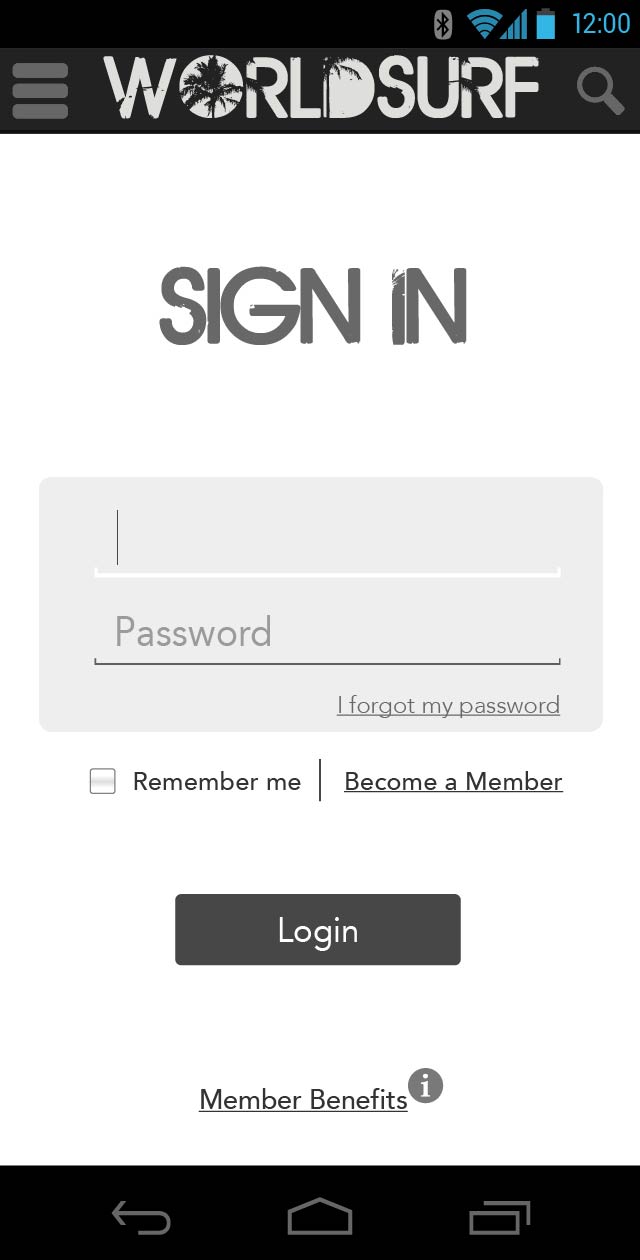 12:00
WORLDSURF
SIGN IN
Password
I forgot my password
Remember me | Become a Member
Login
Member Benefits i